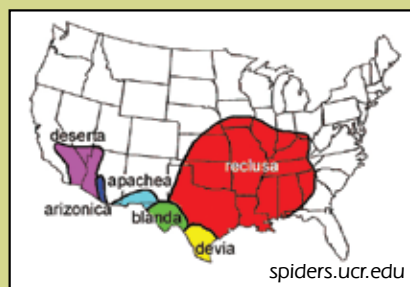 deserta
reclusa
apachea
arizonica
blanda
devia
spiders.ucr.edu